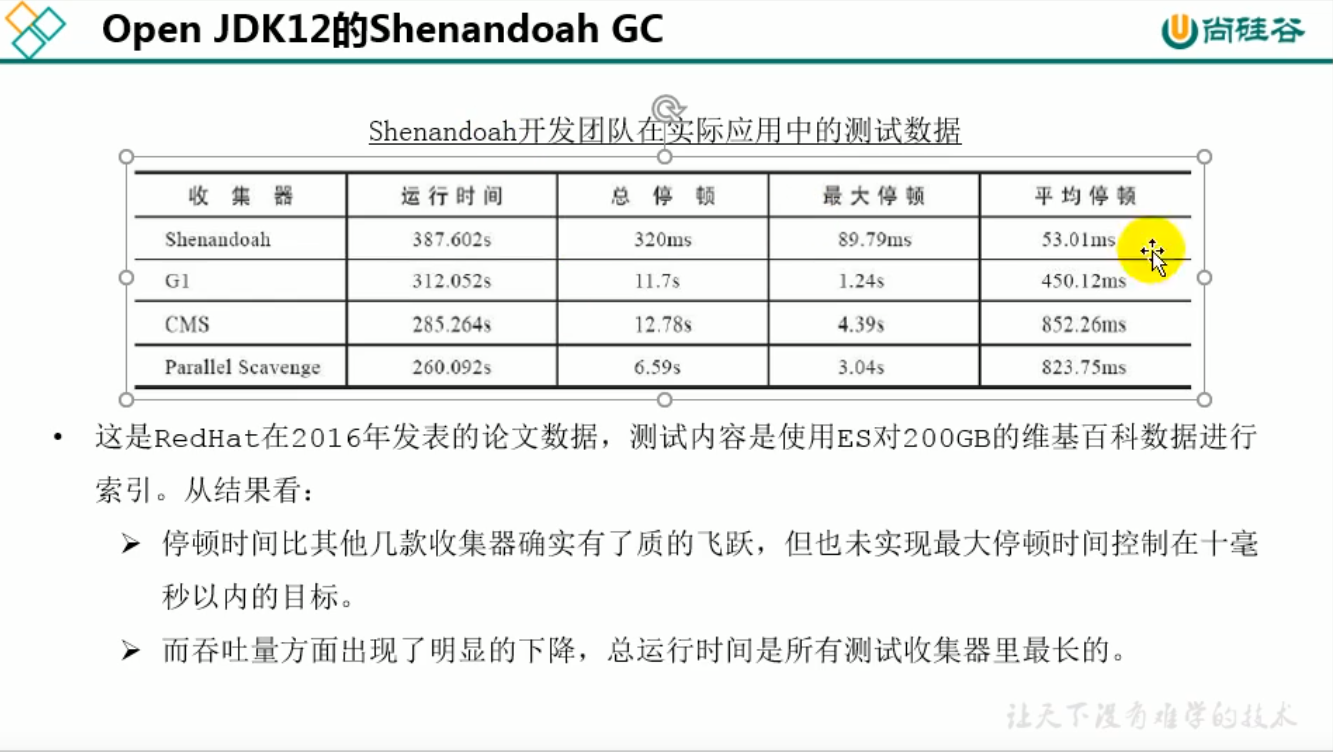 Open JDK12的Shenandoah GC
尚硅谷
Shenandoah开发团队在实际应用中的测试数据
收集器 运行时间 总停顿 最大停顿 平均停顿
Shenandoah 387.602s 320ms 89.79ms 53.01ms
G1 312.052s 11.7s 1.24s 450.12ms
CMS 285.264s 12.78s 4.39s 852.26ms
Parallel Scavenge 260.092s 6.59s 3.04s 823.75ms
• 这是RedHat在2016年发表的论文数据，测试内容是使用ES对200GB的维基百科数据进行
索引。从结果看：
➢ 停顿时间比其他几款收集器确实有了质的飞跃，但也未实现最大停顿时间控制在十毫
秒以内的目标。
➢ 而吞吐量方面出现了明显的下降，总运行时间是所有测试收集器里最长的。
让天下没有难学的技术